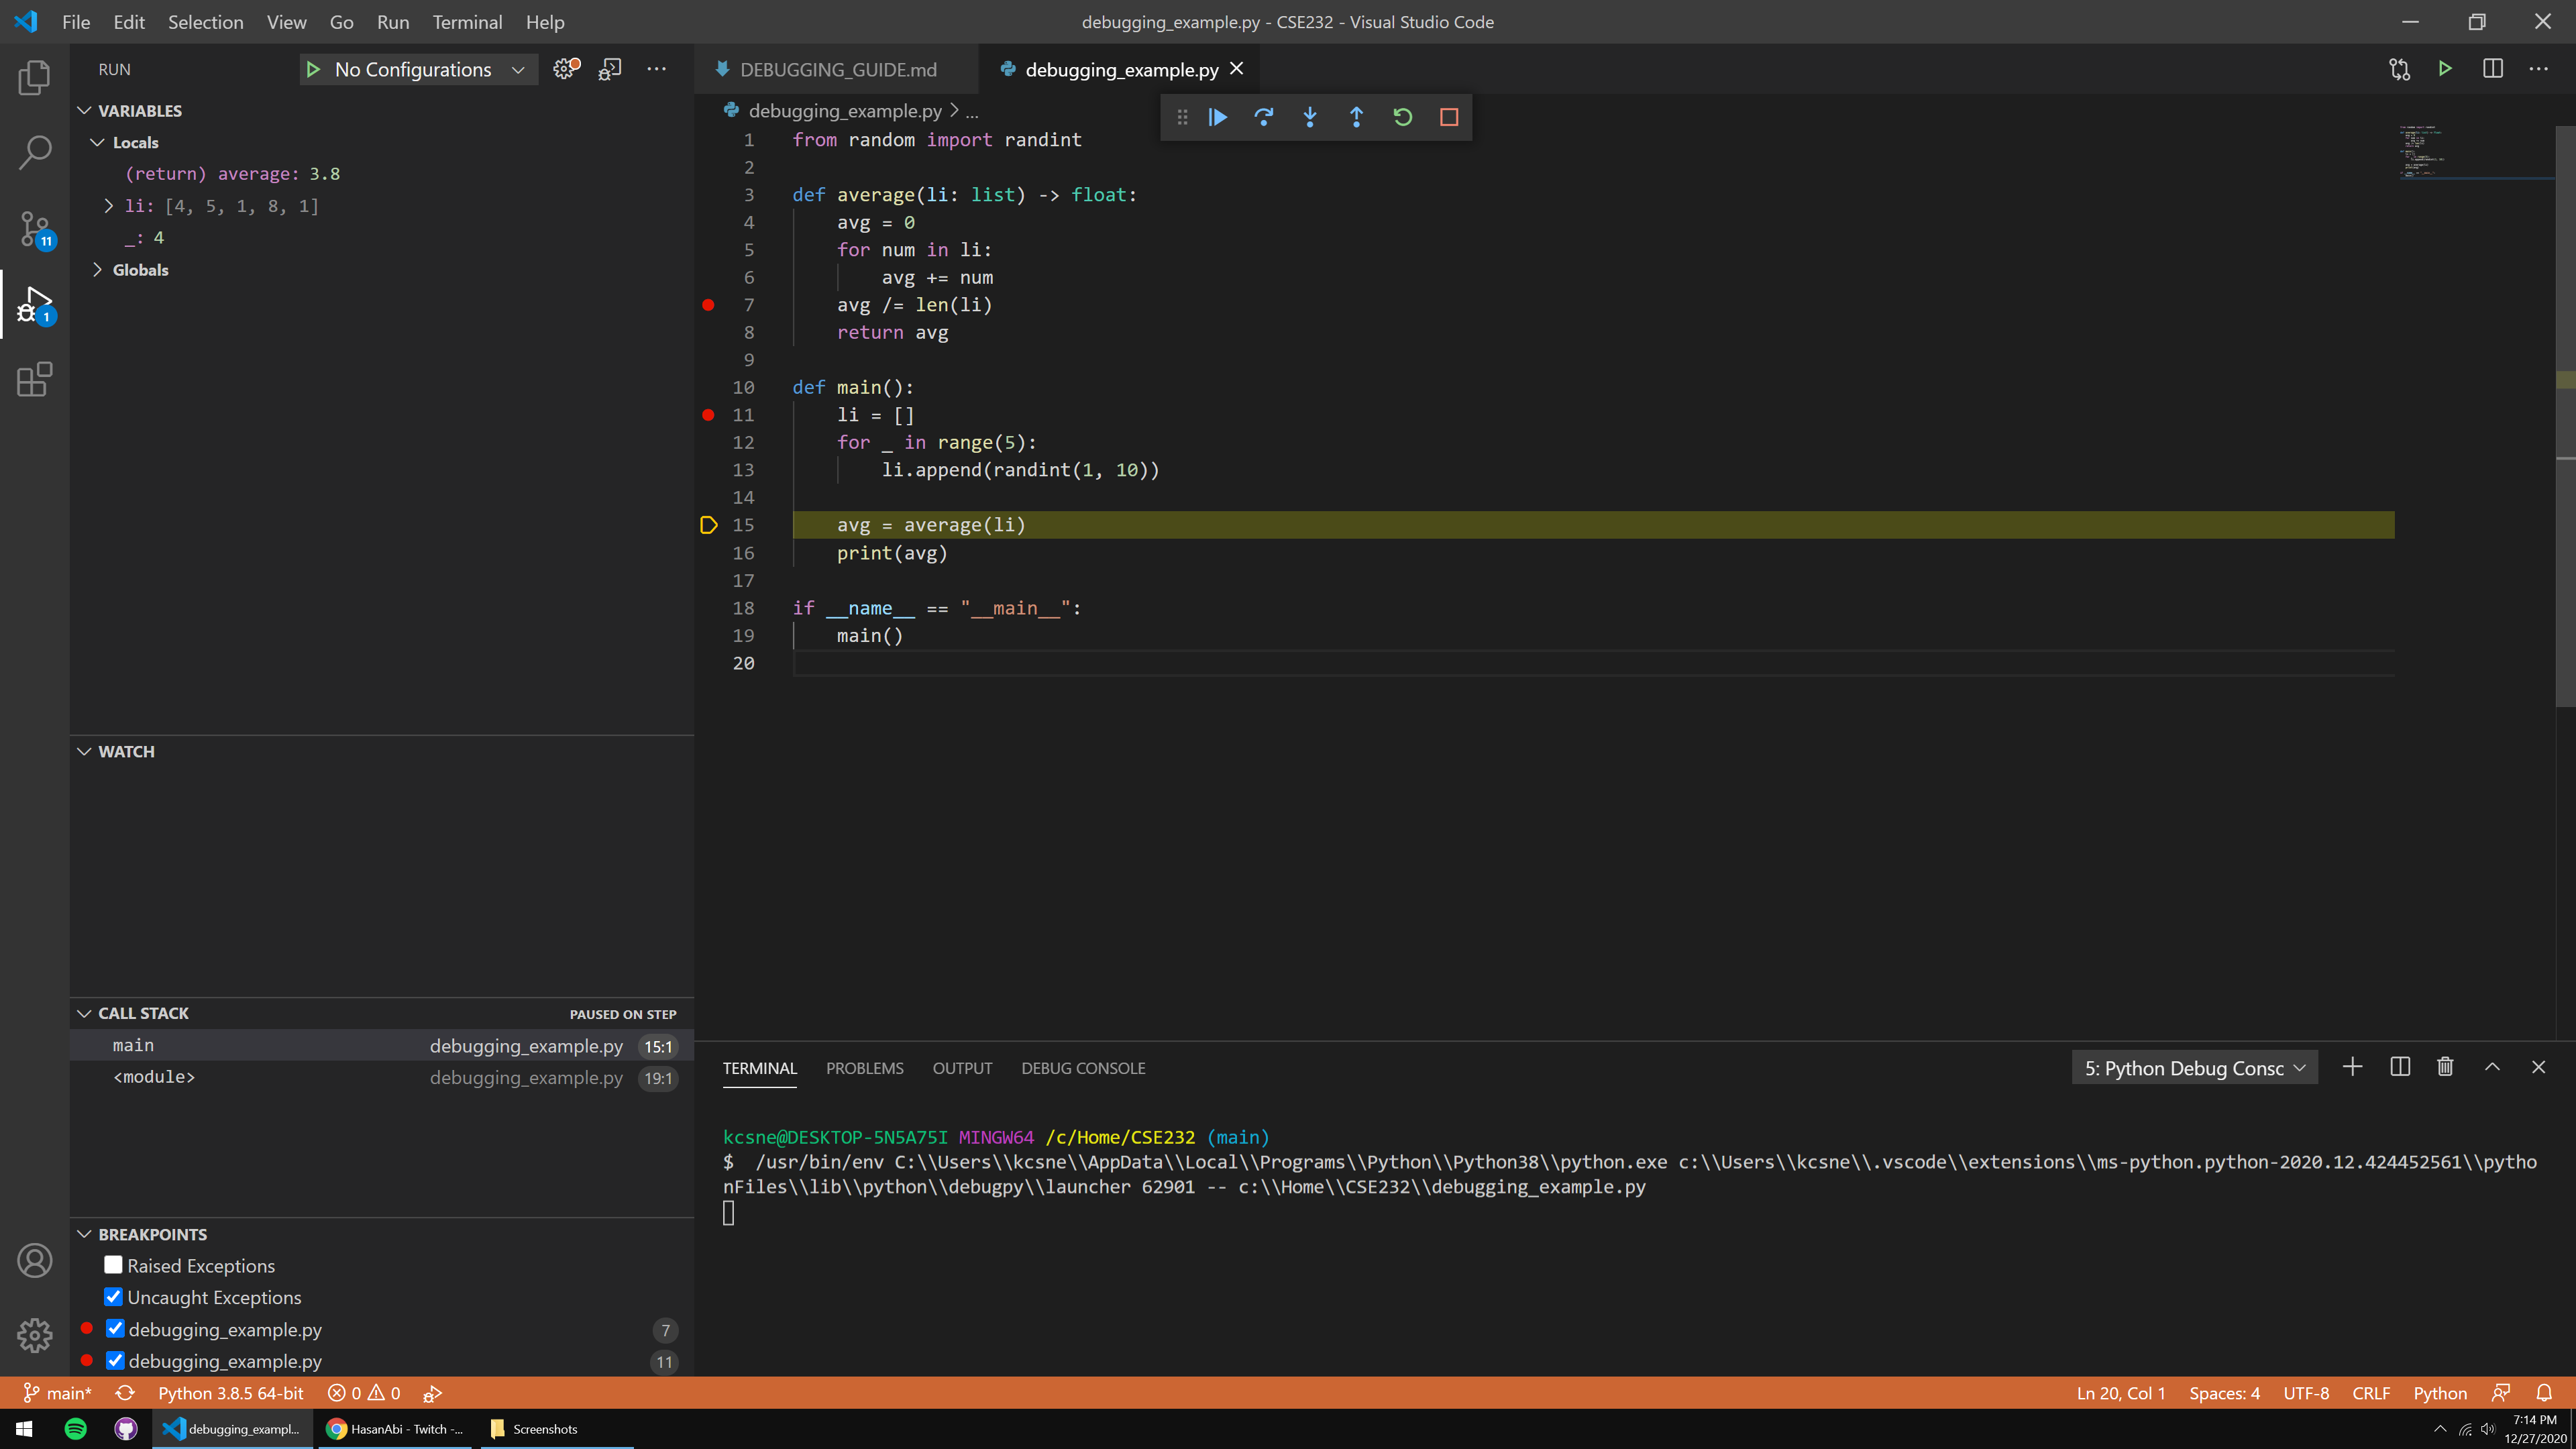 File Edit Selection View Go Run Terminal Help
debugging_example.py - CSE232 - Visual Studio Code
RUN
No Configurations
VARIABLES
Locals
(return) average: 3.8
li: [4, 5, 1, 8, 1]
_: 4
Globals
WATCH
CALL STACK PAUSED ON STEP
main debugging_example.py 15:1
<module> debugging_example.py 19:1
BREAKPOINTS
Raised Exceptions
Uncaught Exceptions
debugging_example.py 7
debugging_example.py 11
11
1
DEBUGGING_GUIDE.md debugging_example.py
debugging_example.py > ...
1 from random import randint
2
3 def average(li: list) -> float:
4 avg = 0
5 for num in li:
6 avg += num
7 avg /= len(li)
8 return avg
9
10 def main():
11 li = []
12 for _ in range(5):
13 li.append(randint(1, 10))
14
15 avg = average(li)
16 print(avg)
17
18 if __name__ == "__main__":
19 main()
20
TERMINAL PROBLEMS OUTPUT DEBUG CONSOLE
5: Python Debug Consc
kcsne@DESKTOP-5N5A75I MINGW64 /c/Home/CSE232 (main)
$ /usr/bin/env C:\\Users\\kcsne\\AppData\\Local\\Programs\\Python\\Python38\\python.exe c:\\Users\\kcsne\\.vscode\\extensions\\ms-python.python-2020.12.424452561\\pytho
nFiles\\lib\\python\\debugpy\\launcher 62901 -- c:\\Home\\CSE232\\debugging_example.py
main* Python 3.8.5 64-bit 0 0
Ln 20, Col 1 Spaces: 4 UTF-8 CRLF Python
debugging_exampl... HasanAbi - Twitch -... Screenshots
7:14 PM
12/27/2020